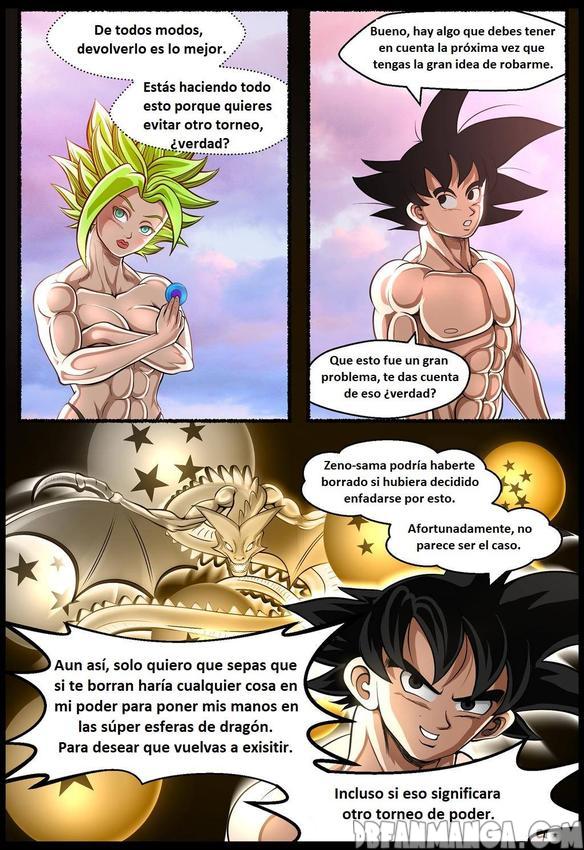 De todos modos,
devolverlo es lo mejor.
Estás haciendo todo
esto porque quieres
evitar otro torneo,
¿verdad?
Bueno, hay algo que debes tener
en cuenta la próxima vez que
tengas la gran idea de robarme.
Que esto fue un gran
problema, te das cuenta
de eso ¿verdad?
Zeno-sama podría haberte
borrado si hubiera decidido
enfadarse por esto.
Afortunadamente, no
parece ser el caso.
Aun así, solo quiero que sepas que
si te borran haría cualquier cosa en
mi poder para poner mis manos en
las súper esferas de dragón.
Para desear que vuelvas a exisitir.
Incluso si eso significara
otro torneo de poder.
DBFANMANGA.COM